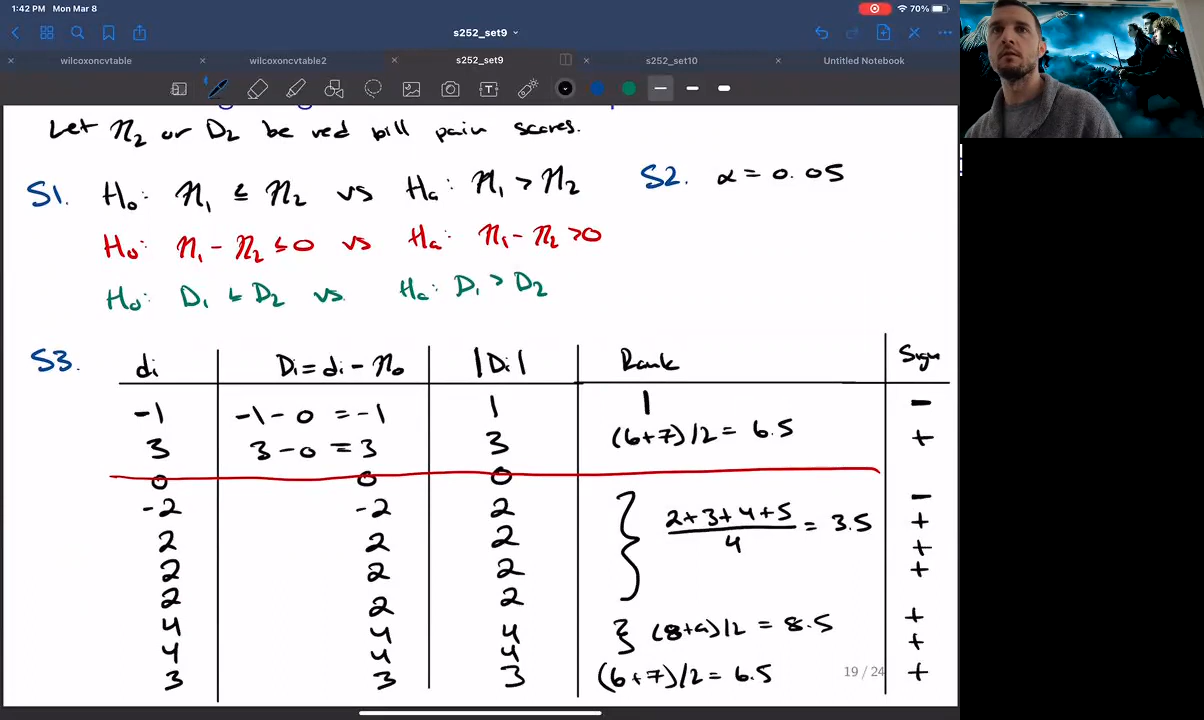 1:42 PM Mon Mar 8
70%
s252_set9
wilcoxoncvtable
wilcoxoncvtable2
s252_set9
s252_set10
Untitled Notebook
Let η₂ or D₂ be red bill pain scores.
S1. H₀: η₁ ≤ η₂ vs Hₐ: η₁ > η₂
S2. α = 0.05
H₀: η₁ - η₂ ≤ 0 vs Hₐ: η₁ - η₂ > 0
H₀: D₁ ≤ D₂ vs. Hₐ: D₁ > D₂
S3. di | Di = di - η₀ | |Di| | Rank | Sign
-1 | -1 - 0 = -1 | 1 | 1 | -
3 | 3 - 0 = 3 | 3 | (6+7)/2 = 6.5 | +
0 | 0 | 0
-2 | -2 | 2 | } (2+3+4+5)/4 = 3.5 | -
2 | 2 | 2 | +
2 | 2 | 2 | +
2 | 2 | 2 | +
4 | 4 | 4 | } (8+9)/2 = 8.5 | +
4 | 4 | 4 | +
3 | 3 | 3 | (6+7)/2 = 6.5 | +
19 / 24